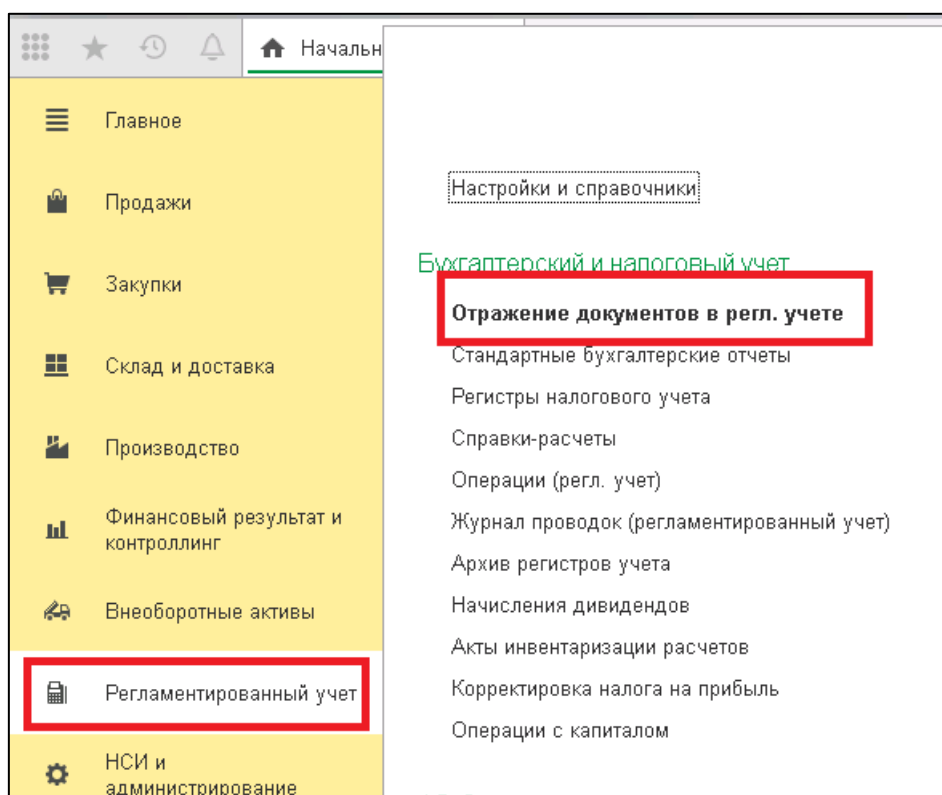 Начальн
Главное
Продажи
Закупки
Склад и доставка
Производство
Финансовый результат и
контроллинг
Внеоборотные активы
Регламентированный учет
НСИ и
администрирование
Настройки и справочники
Бухгалтерский и налоговый учет
Отражение документов в регл. учете
Стандартные бухгалтерские отчеты
Регистры налогового учета
Справки-расчеты
Операции (регл. учет)
Журнал проводок (регламентированный учет)
Архив регистров учета
Начисления дивидендов
Акты инвентаризации расчетов
Корректировка налога на прибыль
Операции с капиталом